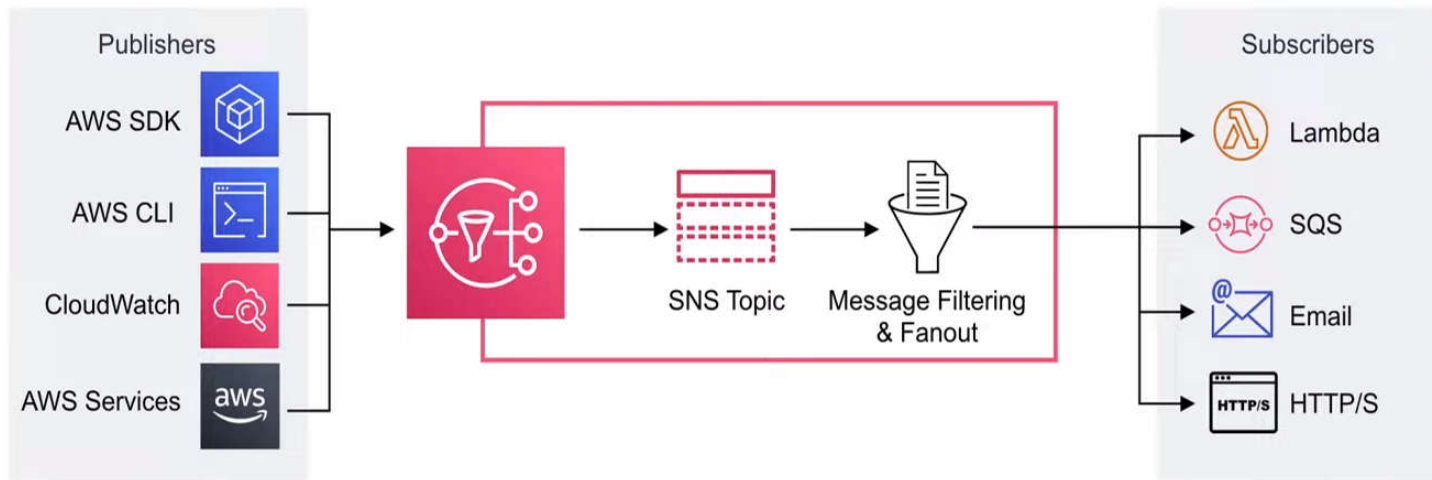 Publishers
AWS SDK
AWS CLI
CloudWatch
AWS Services
aws
SNS Topic
Message Filtering
& Fanout
Subscribers
Lambda
SQS
@
Email
HTTP/S
HTTP/S